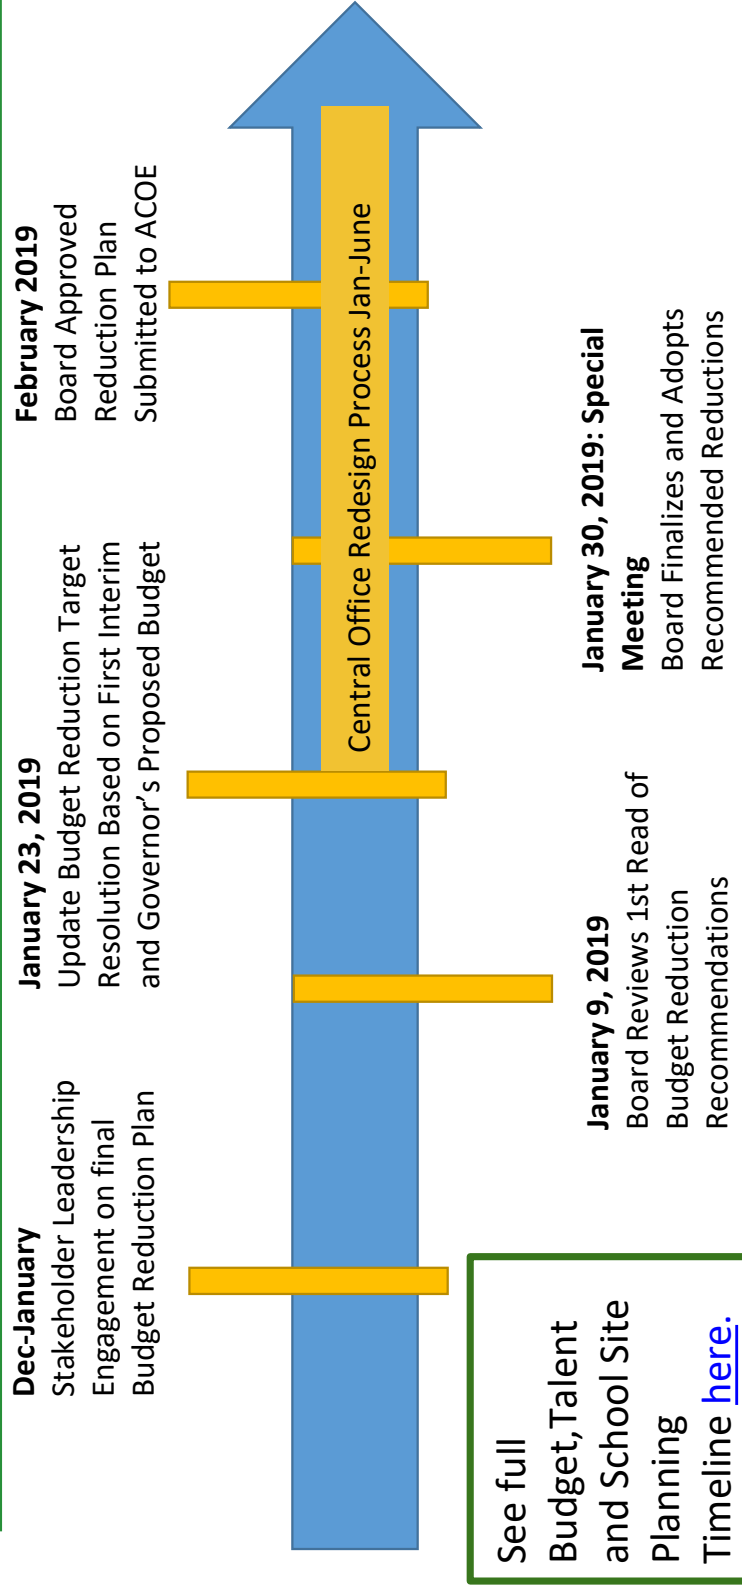 Dec-January
Stakeholder Leadership
Engagement on final
Budget Reduction Plan
January 23, 2019
Update Budget Reduction Target
Resolution Based on First Interim
and Governor's Proposed Budget
February 2019
Board Approved
Reduction Plan
Submitted to ACOE
Central Office Redesign Process Jan-June
January 9, 2019
Board Reviews 1st Read of
Budget Reduction
Recommendations
January 30, 2019: Special
Meeting
Board Finalizes and Adopts
Recommended Reductions
See full
Budget,Talent
and School Site
Planning
Timeline here.